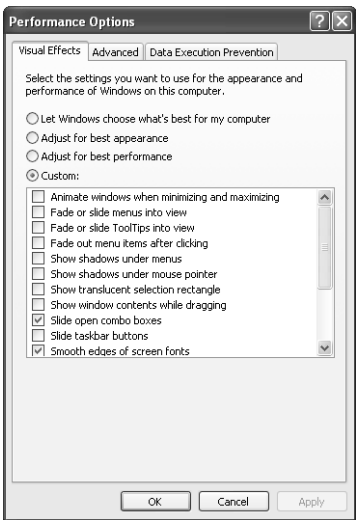 Performance Options
Visual Effects Advanced Data Execution Prevention
Select the settings you want to use for the appearance and
performance of Windows on this computer.
Let Windows choose what's best for my computer
Adjust for best appearance
Adjust for best performance
Custom:
Animate windows when minimizing and maximizing
Fade or slide menus into view
Fade or slide ToolTips into view
Fade out menu items after clicking
Show shadows under menus
Show shadows under mouse pointer
Show translucent selection rectangle
Show window contents while dragging
Slide open combo boxes
Slide taskbar buttons
Smooth edges of screen fonts
OK Cancel Apply